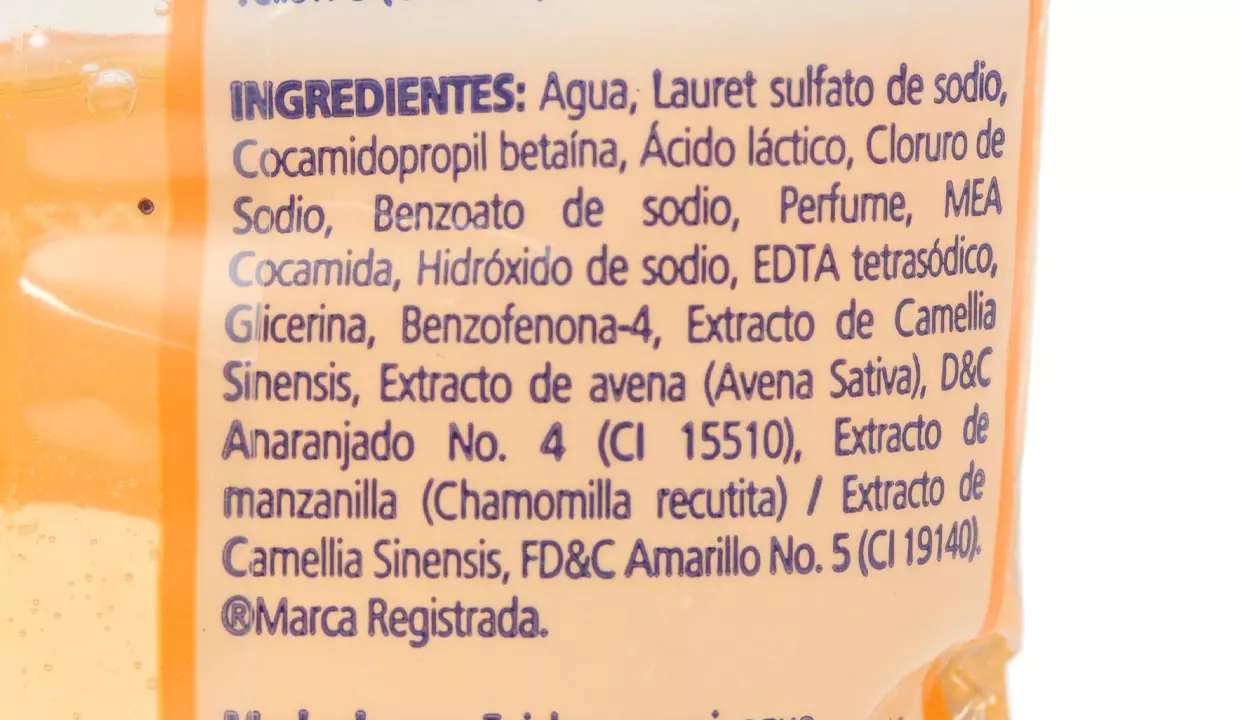 INGREDIENTES: Agua, Lauret sulfato de sodio,
Cocamidopropil betaína, Ácido láctico, Cloruro de
Sodio, Benzoato de sodio, Perfume, MEA
Cocamida, Hidróxido de sodio, EDTA tetrasódico,
Glicerina, Benzofenona-4, Extracto de Camellia
Sinensis, Extracto de avena (Avena Sativa), D&C
Anaranjado No. 4 (CI 15510), Extracto de
manzanilla (Chamomilla recutita) / Extracto de
Camellia Sinensis, FD&C Amarillo No. 5 (CI 19140).
®Marca Registrada.